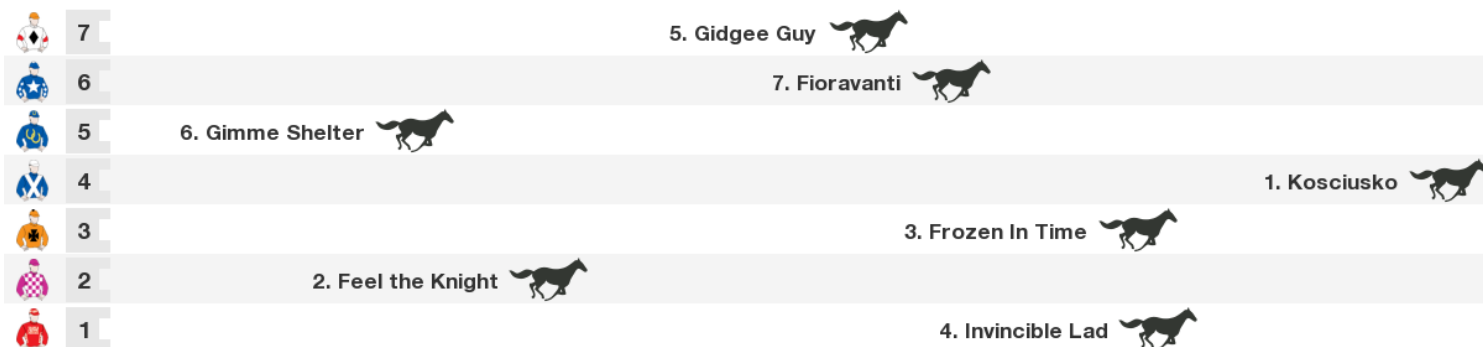 7 5. Gidgee Guy
6 7. Fioravanti
5 6. Gimme Shelter
4 1. Kosciusko
3 3. Frozen In Time
2 2. Feel the Knight
1 4. Invincible Lad